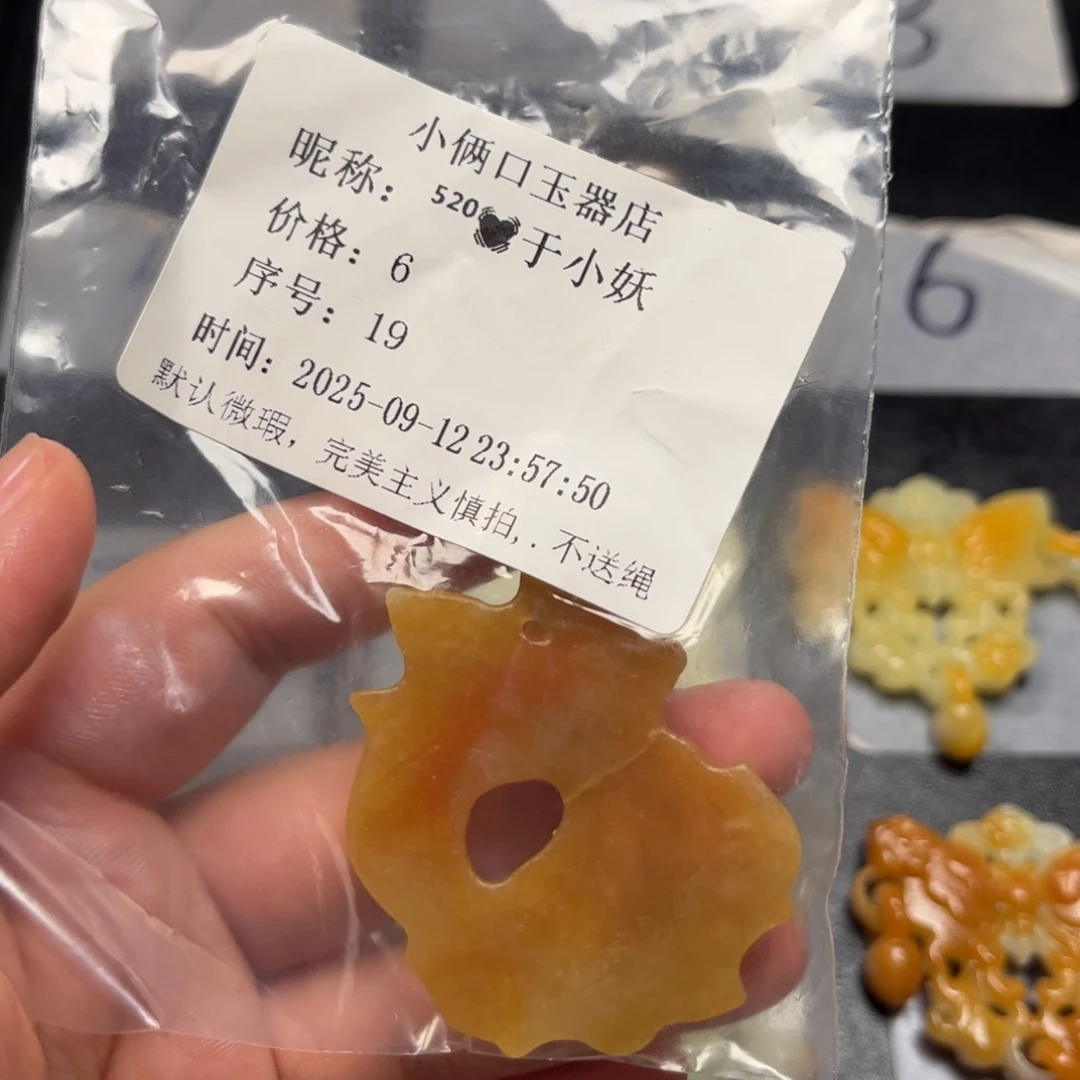 小俩口玉器店
昵称: 520🖤于小妖
价格: 6
序号: 19
时间: 2025-09-12 23:57:50
默认微瑕, 完美主义慎拍,. 不送绳
6